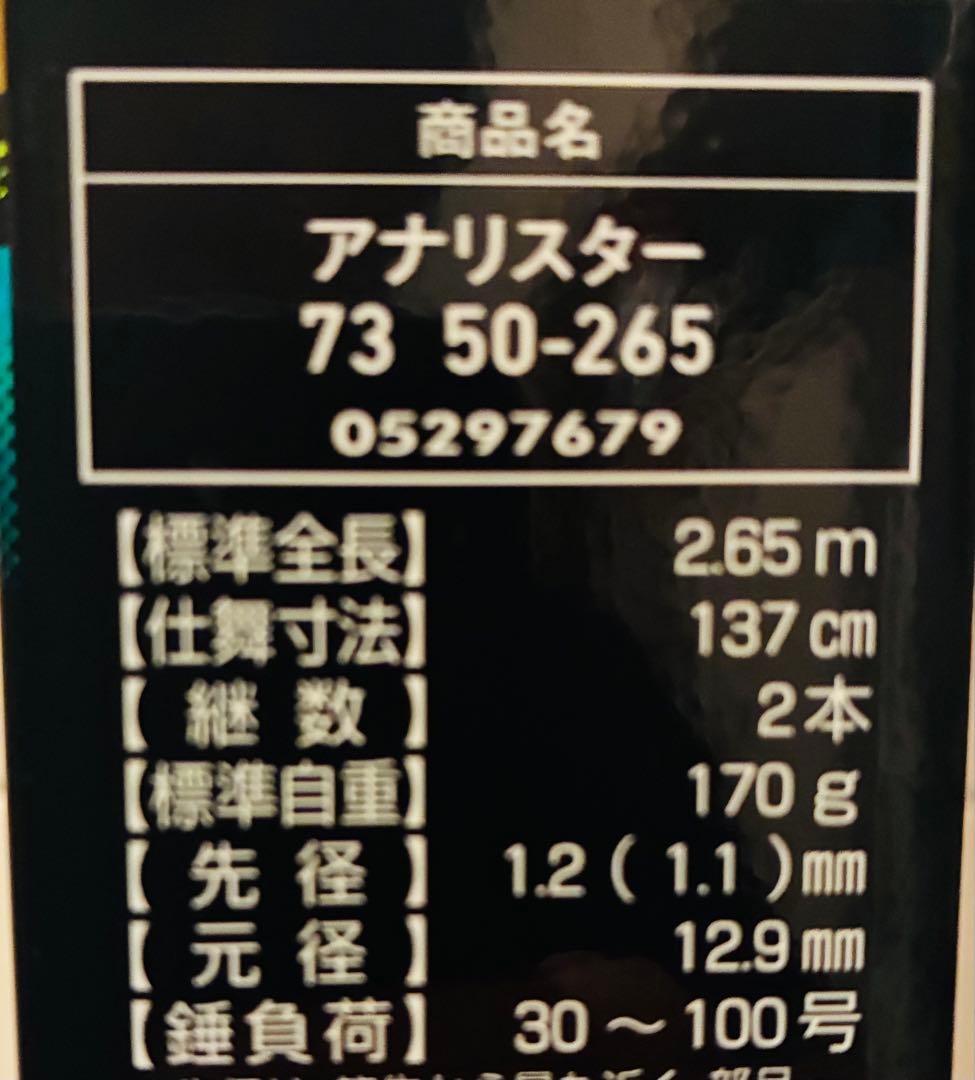 商品名
アナリスター
73 50-265
05297679
【標準全長】 2.65m
【仕舞寸法】 137cm
【継数】 2本
【標準自重】 170g
【先径】 1.2(1.1)mm
【元径】 12.9mm
【錘負荷】 30～100号